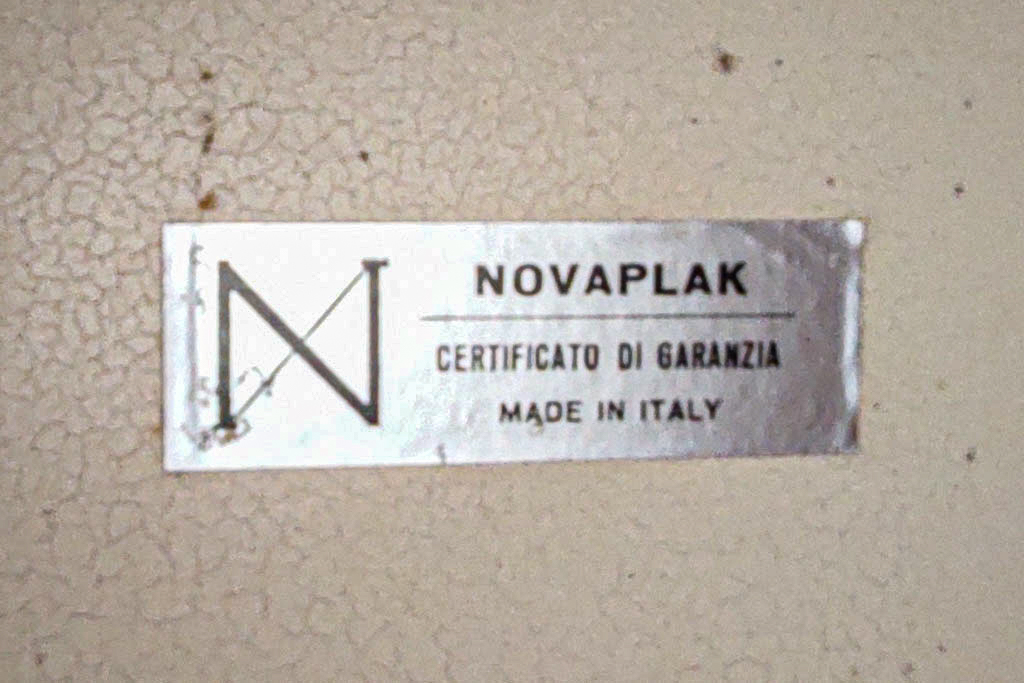 N
NOVAPLAK
CERTIFICATO DI GARANZIA
MADE IN ITALY